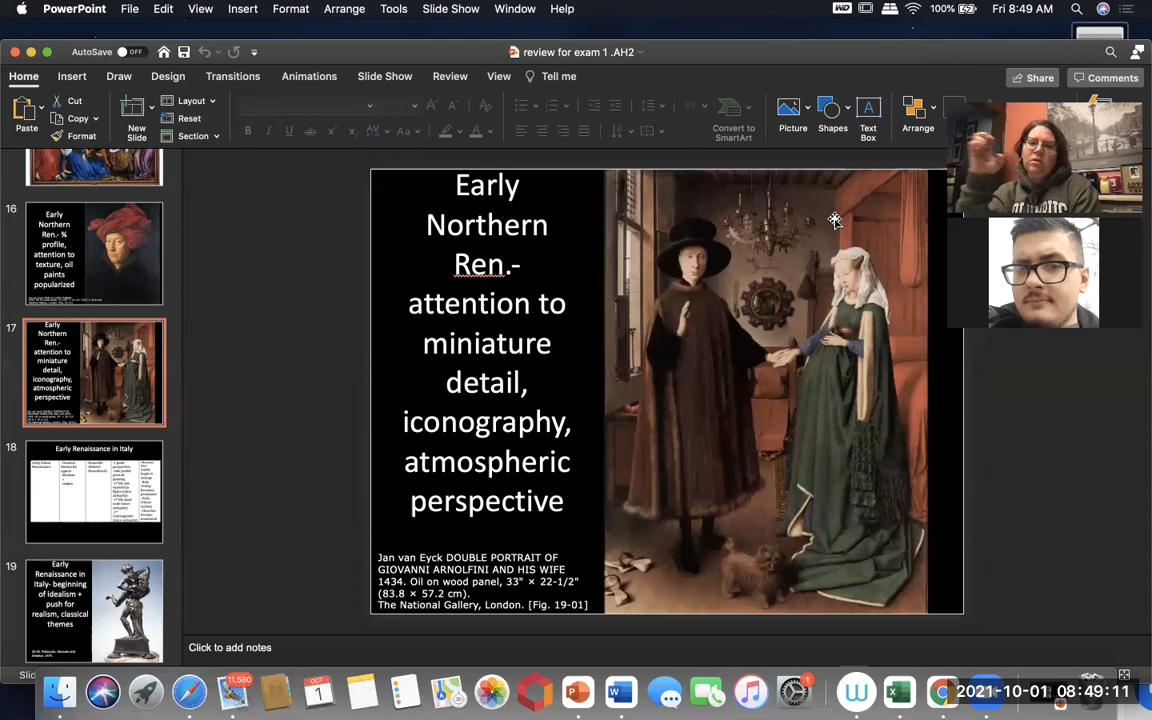 PowerPoint File Edit View Insert Format Arrange Tools Slide Show Window Help 100% Fri 8:49 AM
AutoSave OFF review for exam 1 .AH2
Home Insert Draw Design Transitions Animations Slide Show Review View Tell me Share Comments
Paste
Cut
Copy
Format
New
Slide
Layout
Reset
Section
Convert to
SmartArt
Picture
Shapes
Text
Box
Arrange
16
Early
Northern
Ren.- ¾
profile,
attention to
texture, oil
paints
popularized
17
Early
Northern
Ren.-
attention to
miniature
detail,
iconography,
atmospheric
perspective
18
Early Renaissance in Italy
19
Early
Renaissance in
Italy- beginning
of idealism +
push for
realism, classical
themes
Early
Northern
Ren.-
attention to
miniature
detail,
iconography,
atmospheric
perspective
Jan van Eyck DOUBLE PORTRAIT OF
GIOVANNI ARNOLFINI AND HIS WIFE
1434. Oil on wood panel, 33" × 22-1/2"
(83.8 × 57.2 cm).
The National Gallery, London. [Fig. 19-01]
Click to add notes
11,580
OCT
1
1
2021-10-01 08:49:11